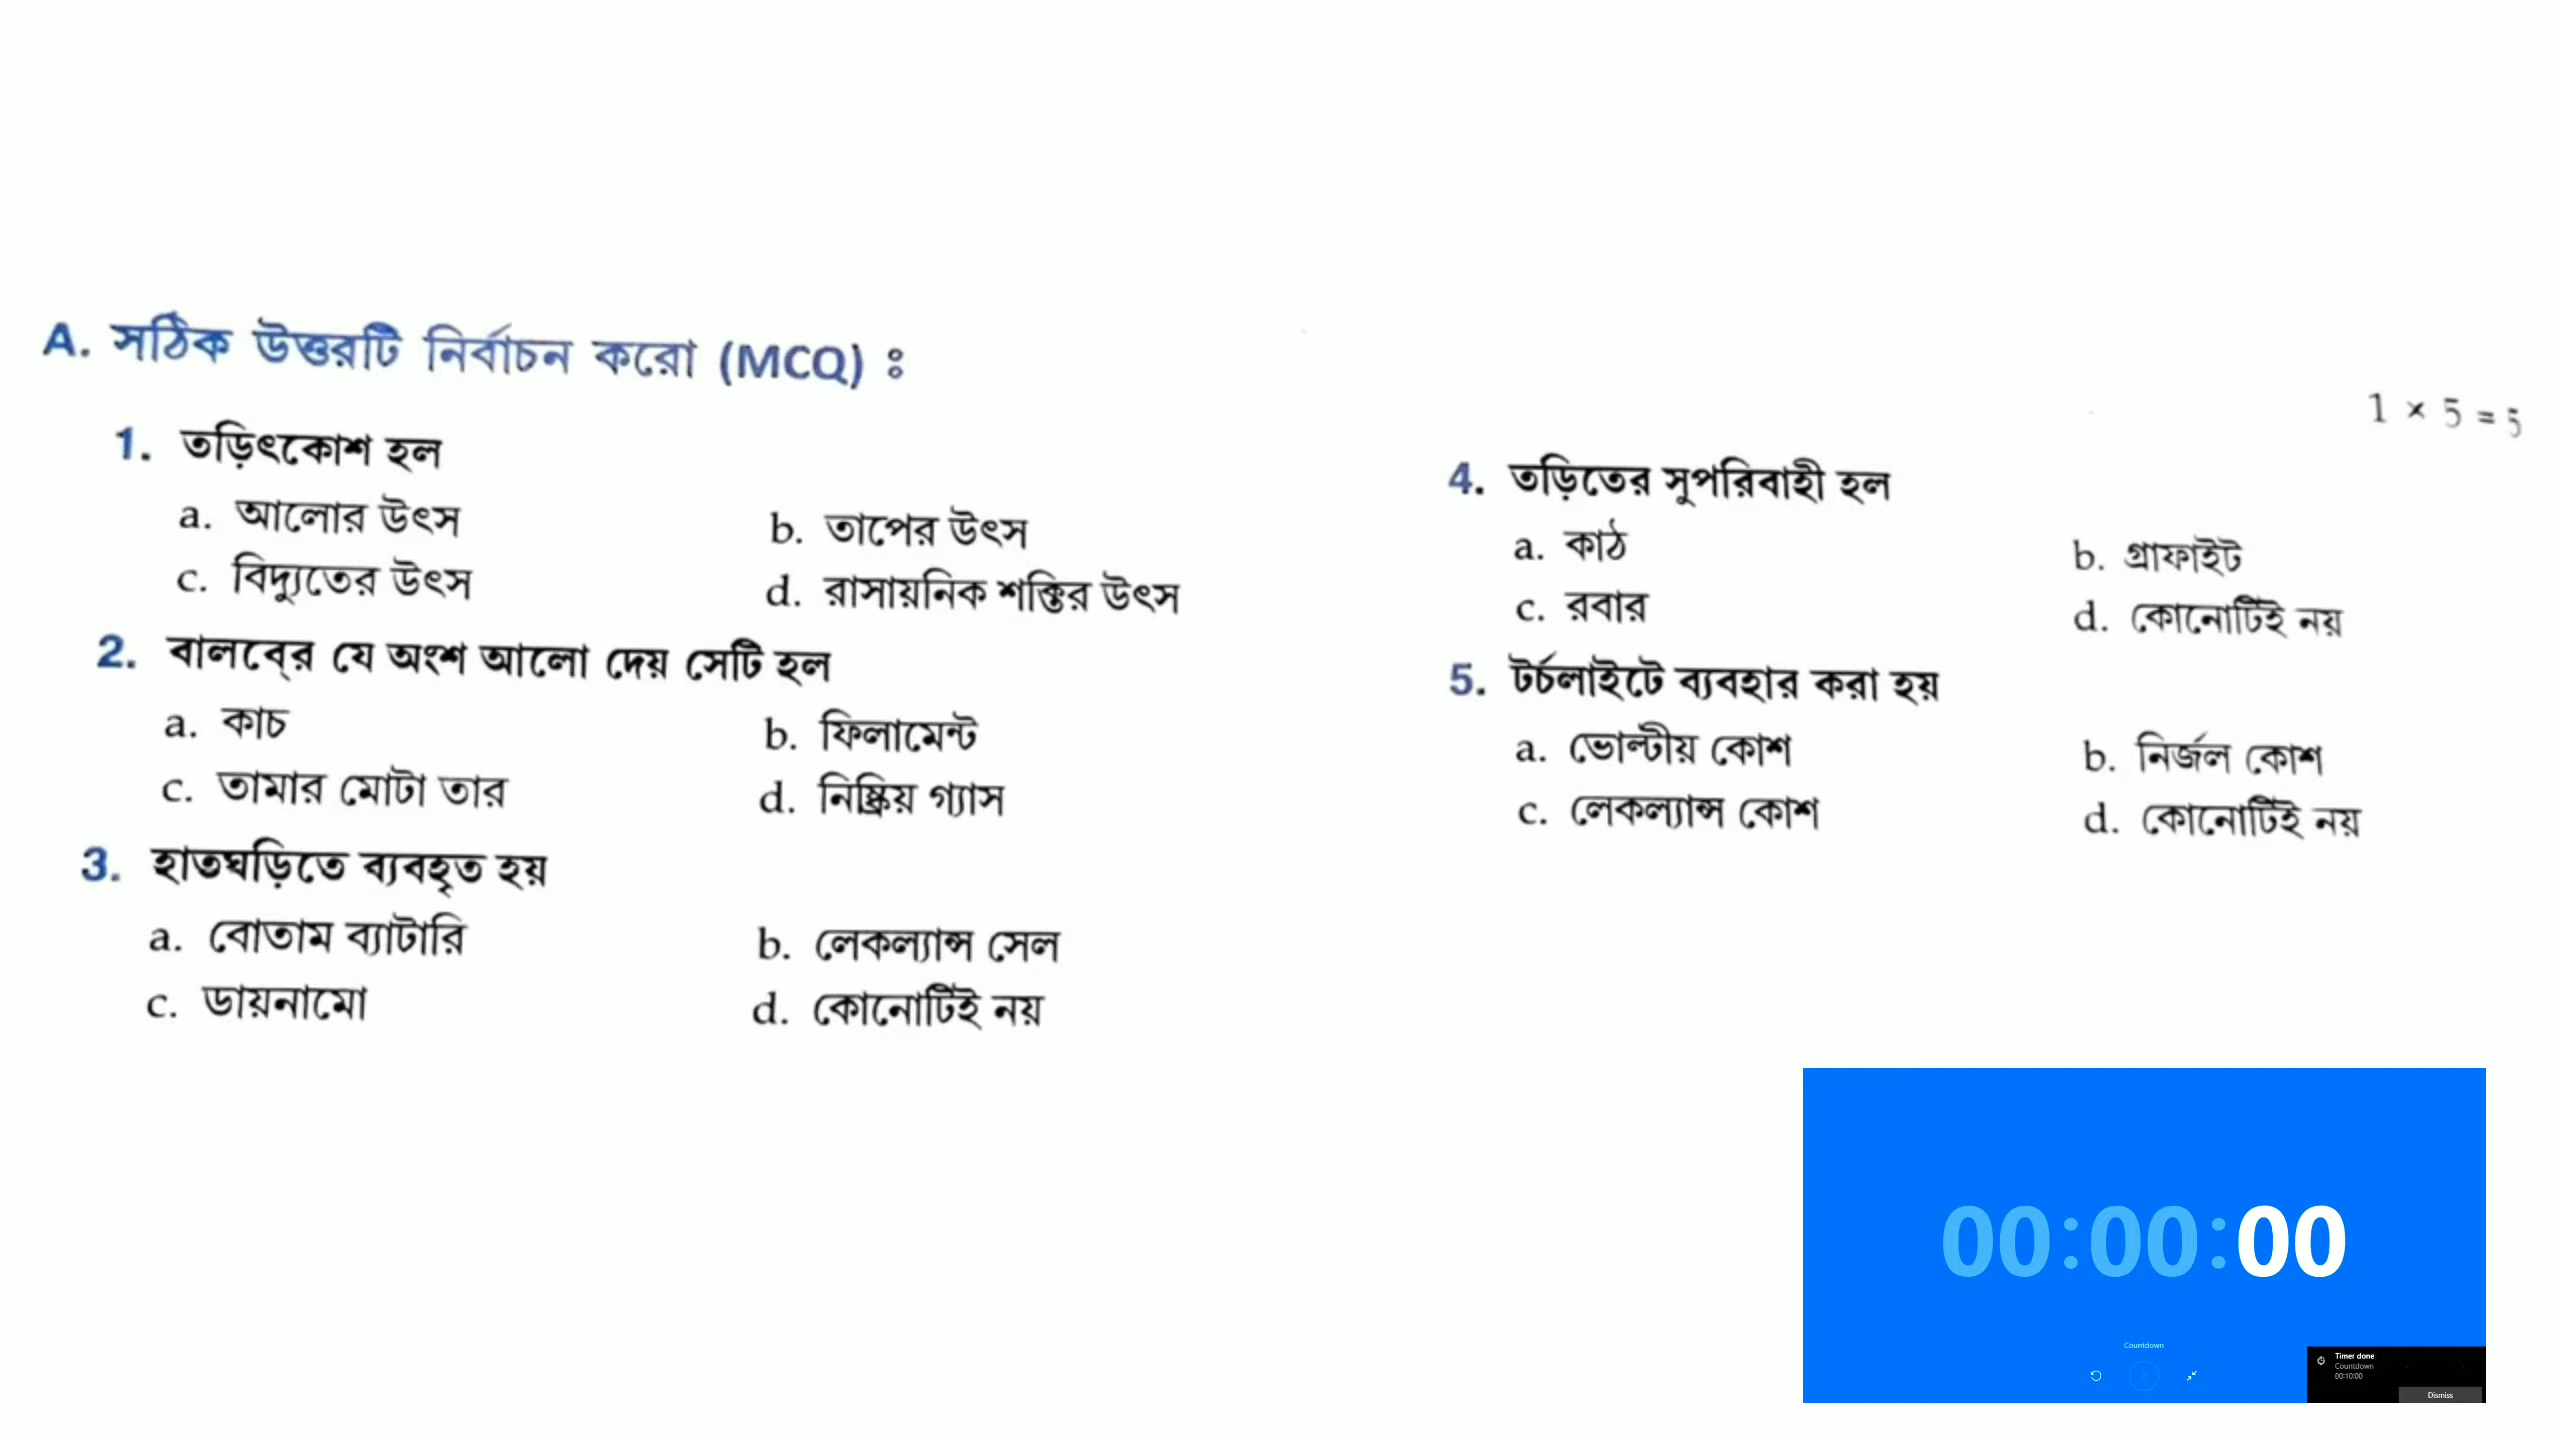 A. সঠিক উত্তরটি নির্বাচন করো (MCQ) ঃ
1 × 5 = 5
1. তড়িৎকোশ হল
a. আলোর উৎস b. তাপের উৎস
c. বিদ্যুতের উৎস d. রাসায়নিক শক্তির উৎস
2. বালব্‌ের যে অংশ আলো দেয় সেটি হল
a. কাচ b. ফিলামেন্ট
c. তামার মোটা তার d. নিষ্ক্রিয় গ্যাস
3. হাতঘড়িতে ব্যবহৃত হয়
a. বোতাম ব্যাটারি b. লেকল্যান্স সেল
c. ডায়নামো d. কোনোটিই নয়
4. তড়িতের সুপরিবাহী হল
a. কাঠ b. গ্রাফাইট
c. রবার d. কোনোটিই নয়
5. টর্চলাইটে ব্যবহার করা হয়
a. ভোল্টীয় কোশ b. নির্জল কোশ
c. লেকল্যান্স কোশ d. কোনোটিই নয়
00:00:00
Countdown
Timer done
Countdown
00:10:00
Dismiss